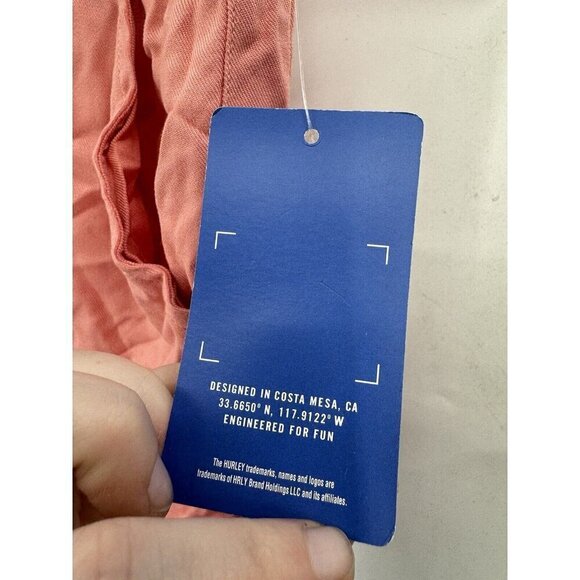 DESIGNED IN COSTA MESA, CA
33.6650° N, 117.9122° W
ENGINEERED FOR FUN
The HURLEY trademarks, names and logos are
trademarks of HRLY Brand Holdings LLC and its affiliates.